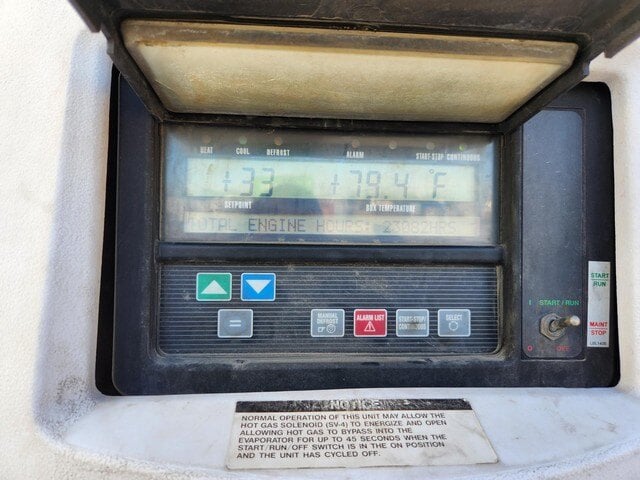 HEAT COOL DEFROST ALARM START-STOP CONTINUOUS
+33 +79.4 °F
SETPOINT BOX TEMPERATURE
TOTAL ENGINE HOURS: 23082HRS
=
MANUAL DEFROST
ALARM LIST
START-STOP CONTINUOUS
SELECT
I START/RUN
O OFF
START
RUN
MAINT
STOP
NOTICE
NORMAL OPERATION OF THIS UNIT MAY ALLOW THE
HOT GAS SOLENOID (SV-4) TO ENERGIZE AND OPEN
ALLOWING HOT GAS TO BYPASS INTO THE
EVAPORATOR FOR UP TO 45 SECONDS WHEN THE
START/RUN/OFF SWITCH IS IN THE ON POSITION
AND THE UNIT HAS CYCLED OFF.